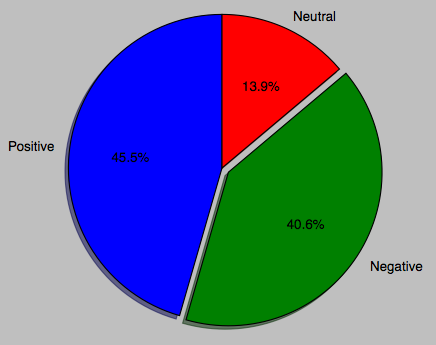 Neutral
13.9%
Positive
45.5%
40.6%
Negative